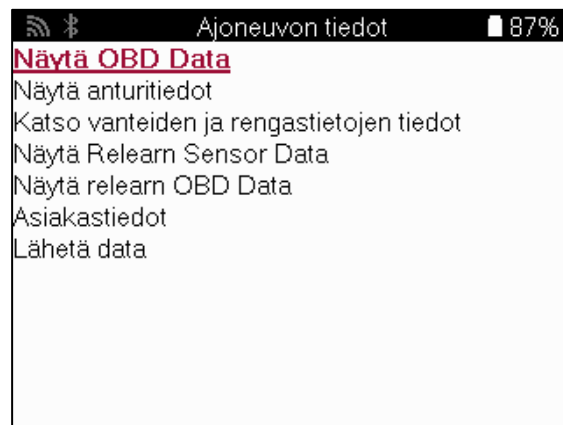 Ajoneuvon tiedot 87%
Näytä OBD Data
Näytä anturitiedot
Katso vanteiden ja rengastietojen tiedot
Näytä Relearn Sensor Data
Näytä relearn OBD Data
Asiakastiedot
Lähetä data